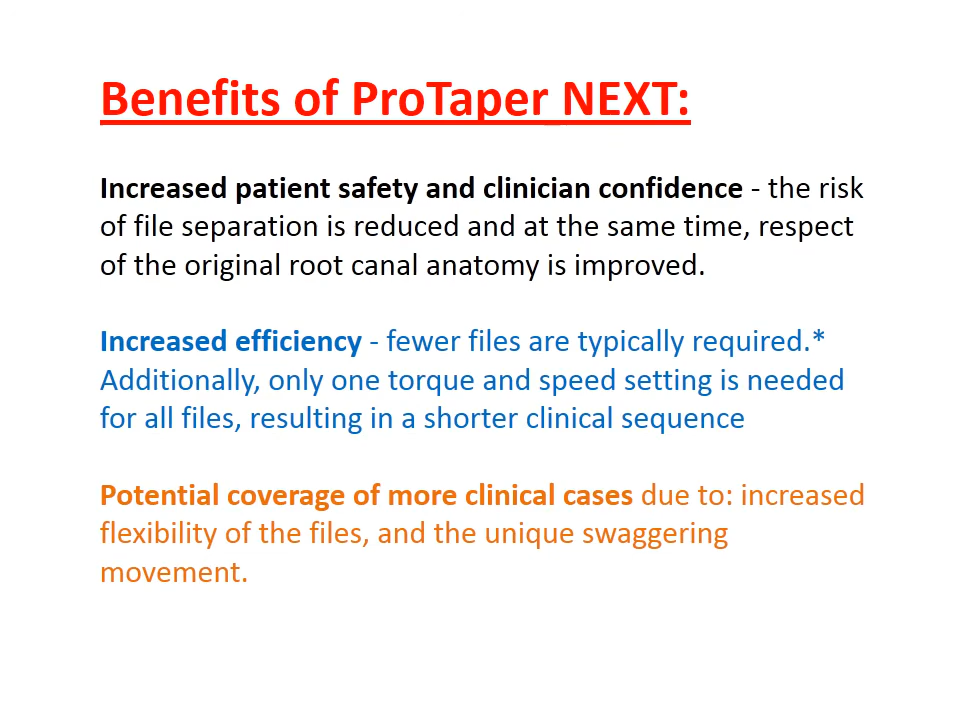 Benefits of ProTaper NEXT:
Increased patient safety and clinician confidence - the risk
of file separation is reduced and at the same time, respect
of the original root canal anatomy is improved.
Increased efficiency - fewer files are typically required.*
Additionally, only one torque and speed setting is needed
for all files, resulting in a shorter clinical sequence
Potential coverage of more clinical cases due to: increased
flexibility of the files, and the unique swaggering
movement.